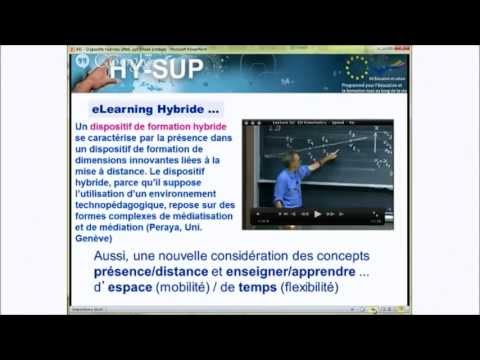 HY-SUP
Programme pour l'éducation et
la formation tout au long de la vie
eLearning Hybride ...
Un dispositif de formation hybride
se caractérise par la présence dans
un dispositif de formation de
dimensions innovantes liées à la
mise à distance. Le dispositif
hybride, parce qu'il suppose
l'utilisation d'un environnement
technopédagogique, repose sur des
formes complexes de médiatisation
et de médiation (Peraya, Uni.
Genève)
Aussi, une nouvelle considération des concepts
présence/distance et enseigner/apprendre ...
d'espace (mobilité) / de temps (flexibilité)